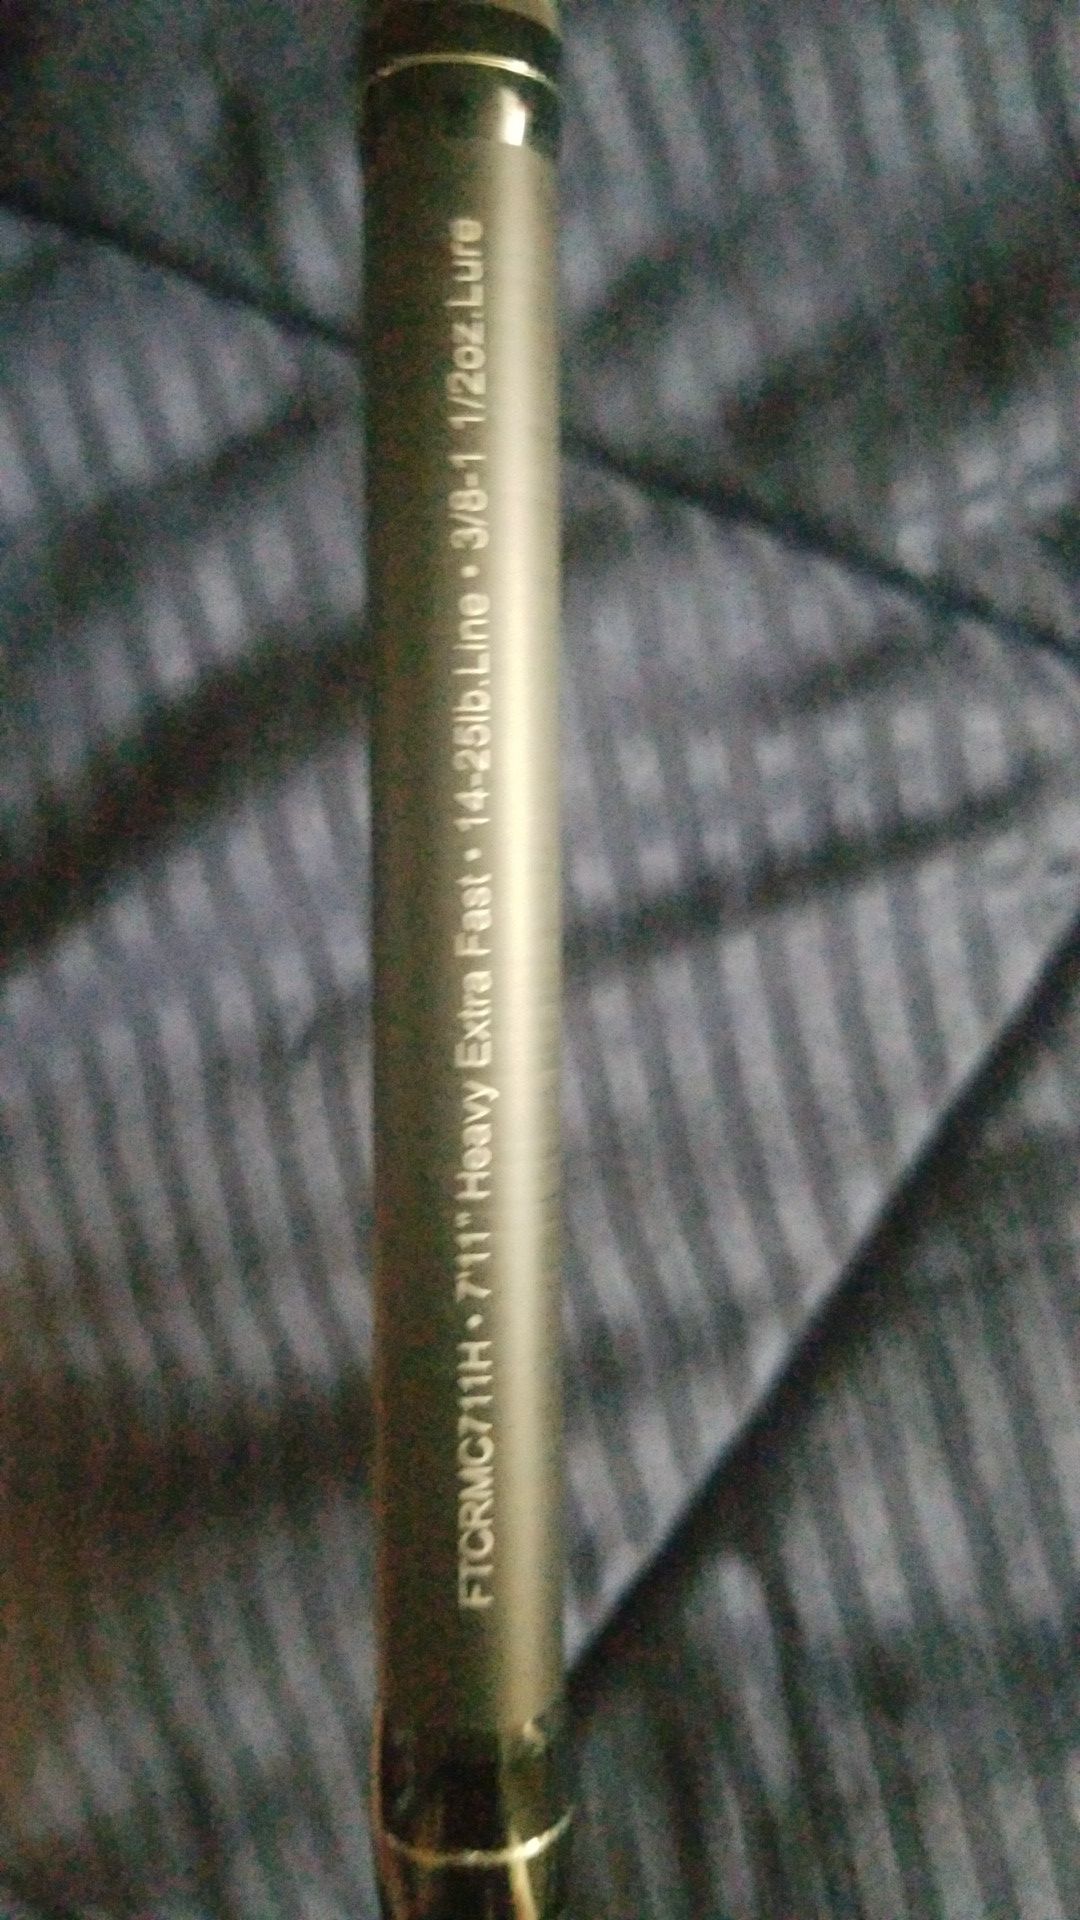 FTCRMC711H • 7'11" Heavy Extra Fast • 14-25lb.Line • 3/8-1 1/2oz.Lure